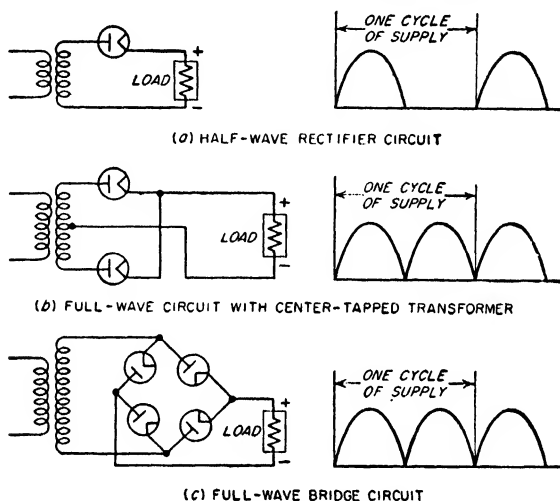 ONE CYCLE
OF SUPPLY
+
LOAD
-
(a) HALF-WAVE RECTIFIER CIRCUIT
ONE CYCLE
OF SUPPLY
+
LOAD
-
(b) FULL-WAVE CIRCUIT WITH CENTER-TAPPED TRANSFORMER
ONE CYCLE
OF SUPPLY
+
LOAD
-
(c) FULL-WAVE BRIDGE CIRCUIT